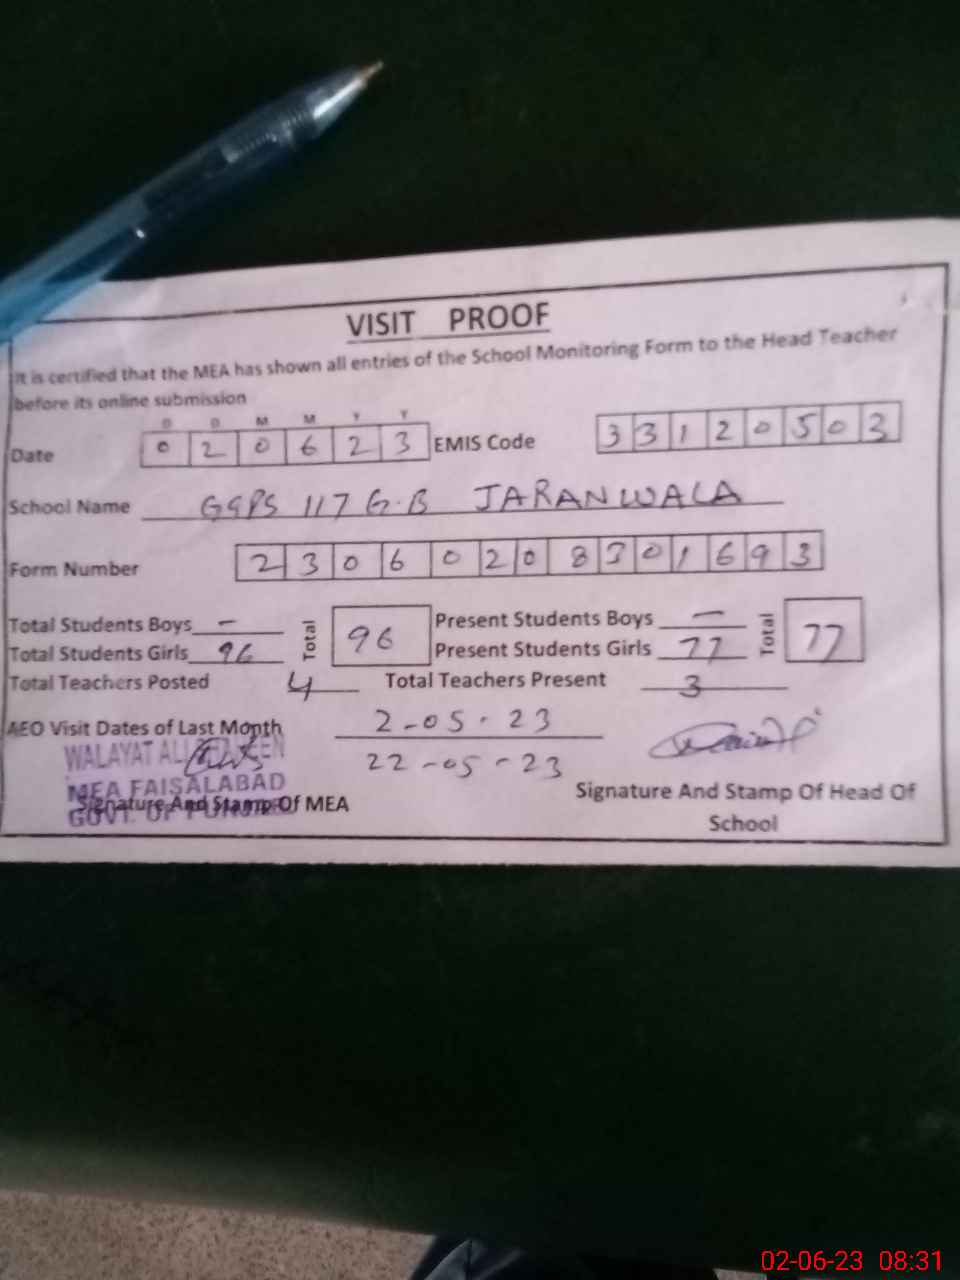 VISIT PROOF
It is certified that the MEA has shown all entries of the School Monitoring Form to the Head Teacher
before its online submission
D D M M Y Y
Date 0 2 0 6 2 3 EMIS Code 3 3 1 2 0 5 0 3
School Name GGPS 117 G.B JARANWALA
Form Number 2 3 0 6 0 2 0 8 3 0 1 6 9 3
Total Students Boys - Total 96 Present Students Boys - Total 77
Total Students Girls 96 Present Students Girls 77
Total Teachers Posted 4 Total Teachers Present 3
AEO Visit Dates of Last Month 2-05-23
22-05-23
WALAYAT ALI
MEA FAISALABAD
GOVT. OF PUNJAB
Signature And Stamp Of MEA
Signature And Stamp Of Head Of
School
02-06-23 08:31